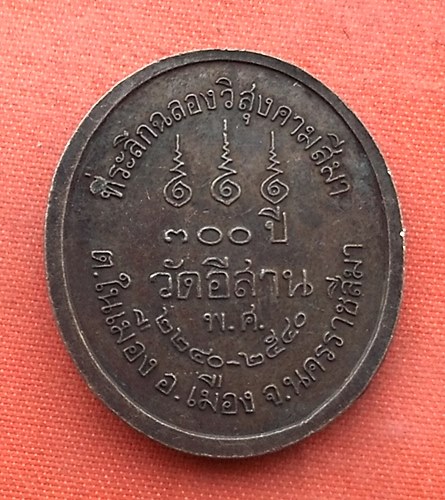 ที่ระลึกฉลองวิสุงคามสีมา
๓๐๐ ปี
วัดอีสาน
พ.ศ.
ปี ๒๒๔๐-๒๕๔๐
ต.ในเมือง อ.เมือง จ.นครราชสีมา